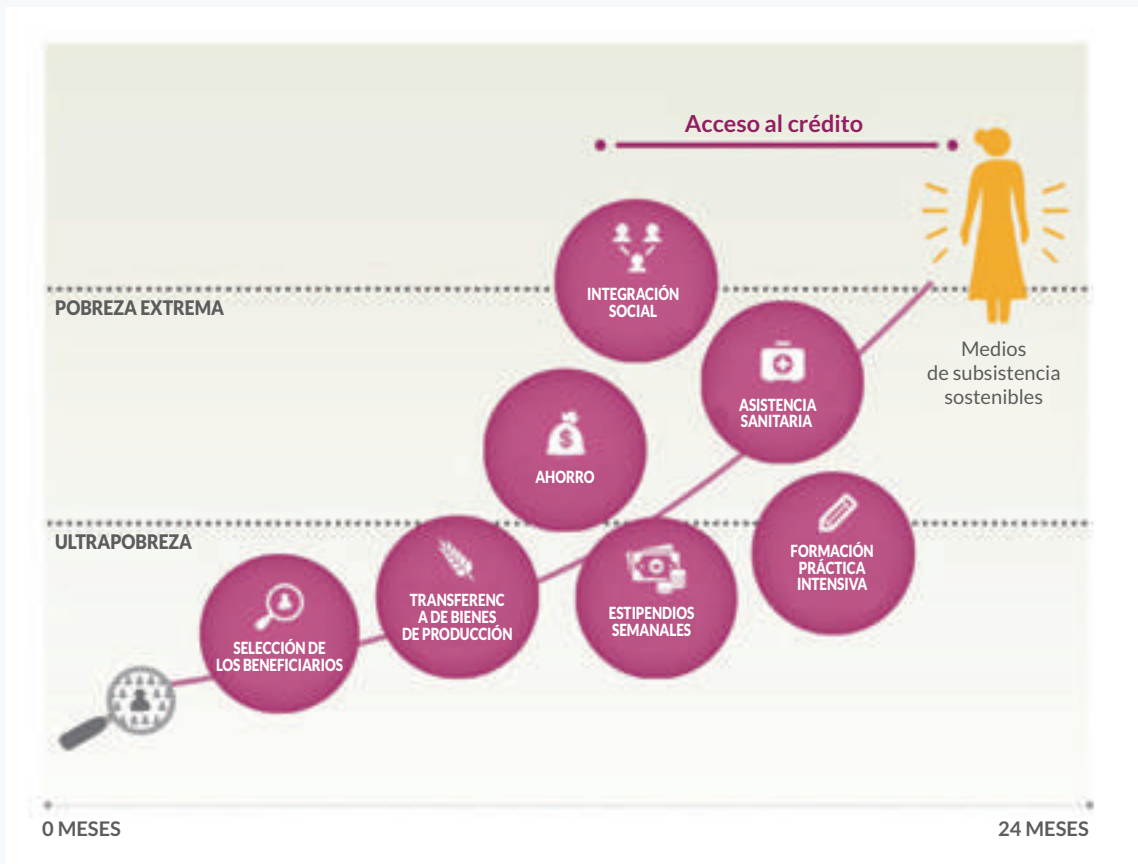 Acceso al crédito
INTEGRACIÓN
SOCIAL
POBREZA EXTREMA
ASISTENCIA
SANITARIA
Medios
de subsistencia
sostenibles
AHORRO
ULTRAPOBREZA
FORMACIÓN
PRÁCTICA
INTENSIVA
TRANSFERENC
A DE BIENES
DE PRODUCCIÓN
ESTIPENDIOS
SEMANALES
SELECCIÓN DE
LOS BENEFICIARIOS
0 MESES
24 MESES